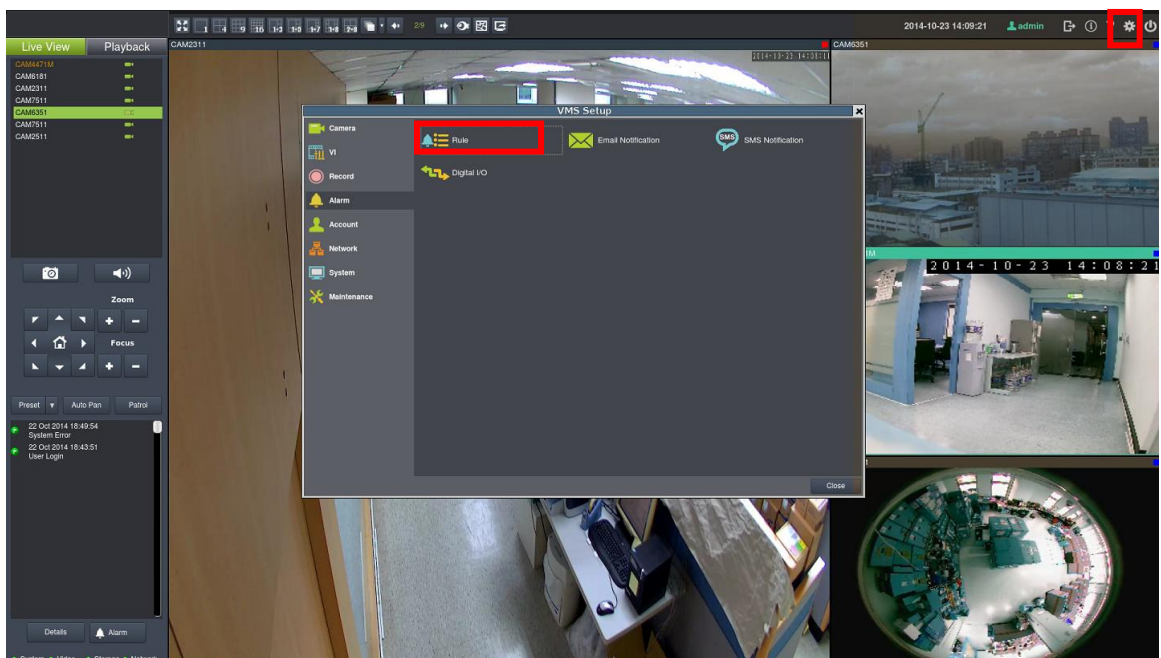 2/9
2014-10-23 14:09:21
admin
Live View
Playback
CAM4471M
CAM6181
CAM2311
CAM7511
CAM6351
CAM7511
CAM2511
Zoom
Focus
Preset
Auto Pan
Patrol
22 Oct 2014 18:49:54
System Error
22 Oct 2014 18:43:51
User Login
Details
Alarm
CAM2311
CAM6351
VMS Setup
Camera
VI
Record
Alarm
Account
Network
System
Maintenance
Rule
Email Notification
SMS
SMS Notification
Digital I/O
Close
2014-10-23 14:08:21